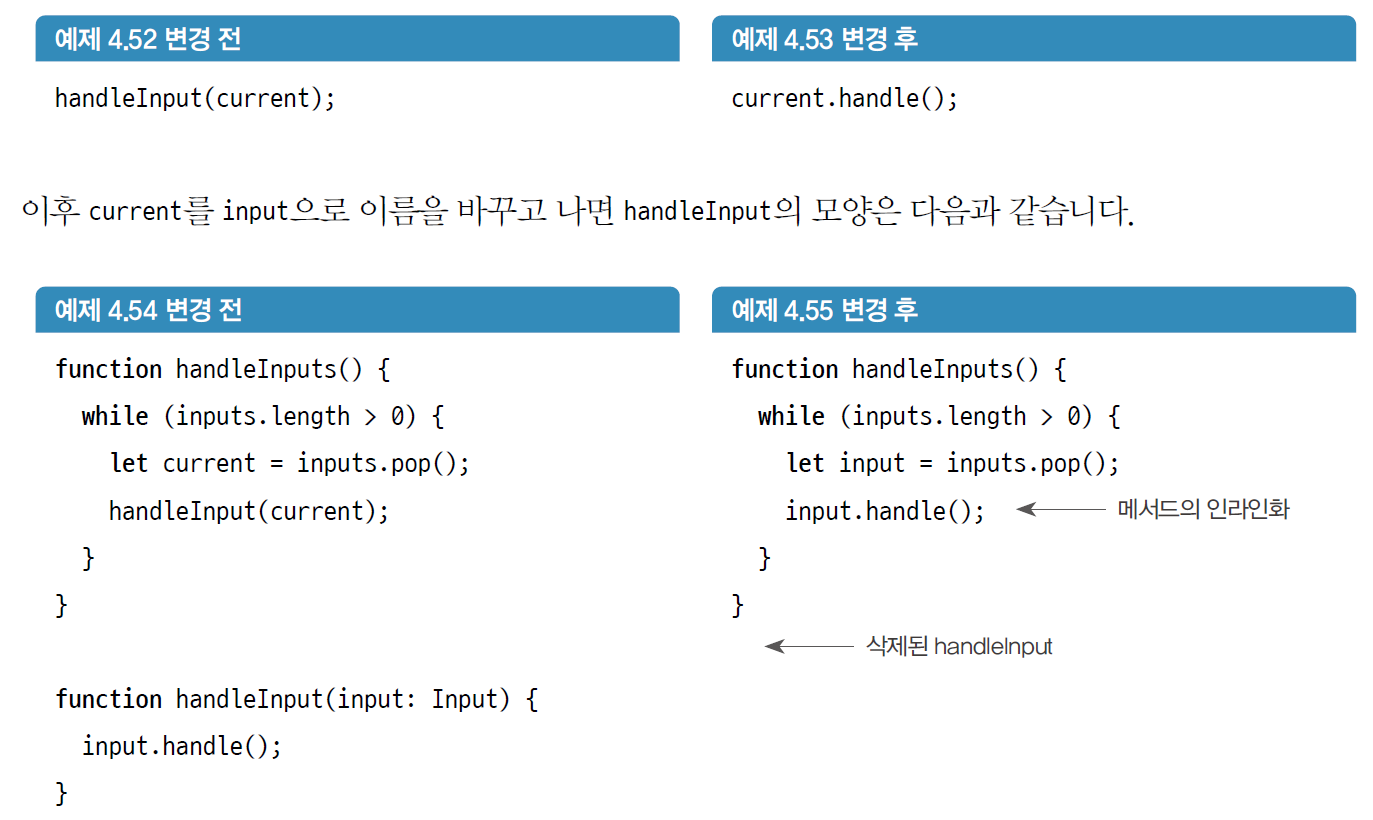 예제 4.52 변경 전
handleInput(current);
예제 4.53 변경 후
current.handle();
이후 current를 input으로 이름을 바꾸고 나면 handleInput의 모양은 다음과 같습니다.
예제 4.54 변경 전
function handleInputs() {
while (inputs.length > 0) {
let current = inputs.pop();
handleInput(current);
}
}
function handleInput(input: Input) {
input.handle();
}
예제 4.55 변경 후
function handleInputs() {
while (inputs.length > 0) {
let input = inputs.pop();
input.handle(); 메서드의 인라인화
}
}
삭제된 handleInput